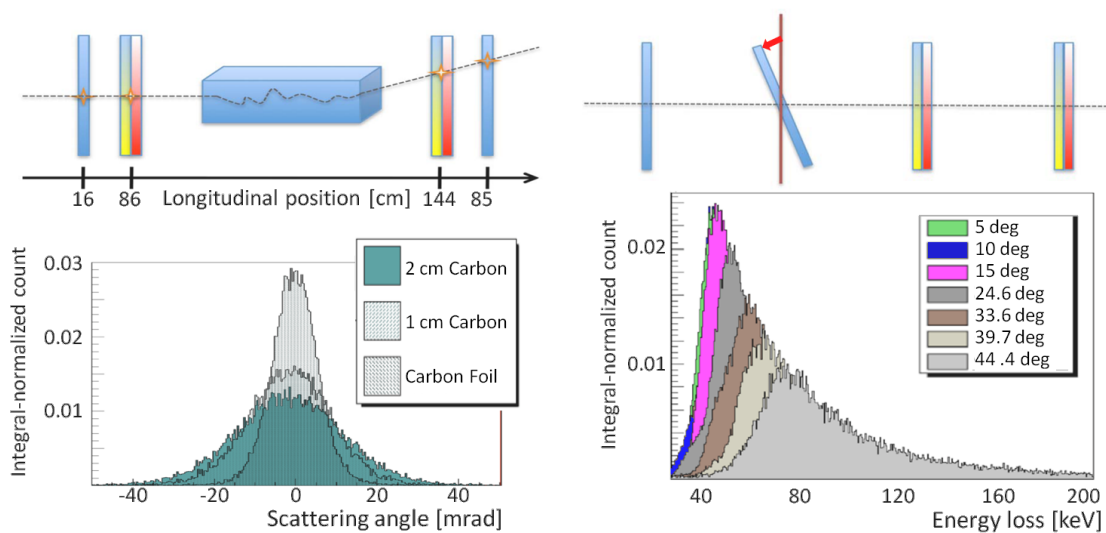 16 86 Longitudinal position [cm] 144 85
Integral-normalized count
0.03
0.02
0.01
2 cm Carbon
1 cm Carbon
Carbon Foil
-40 -20 0 20 40
Scattering angle [mrad]
Integral-normalized count
0.02
0.01
5 deg
10 deg
15 deg
24.6 deg
33.6 deg
39.7 deg
44 .4 deg
40 80 120 160 200
Energy loss [keV]